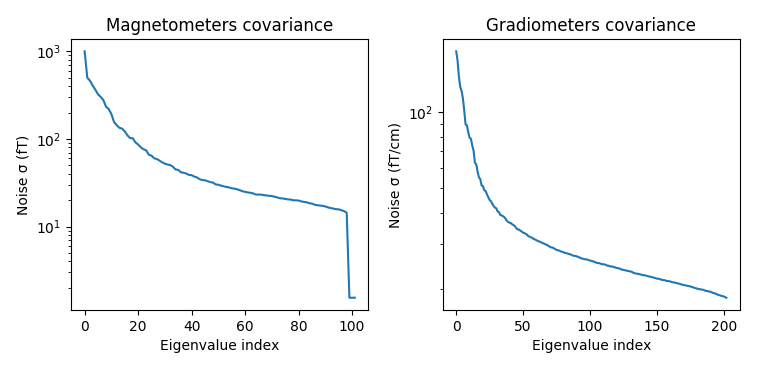 Magnetometers covariance
Noise σ (fT)
10³
10²
10¹
0 20 40 60 80 100
Eigenvalue index
Gradiometers covariance
Noise σ (fT/cm)
10²
0 50 100 150 200
Eigenvalue index